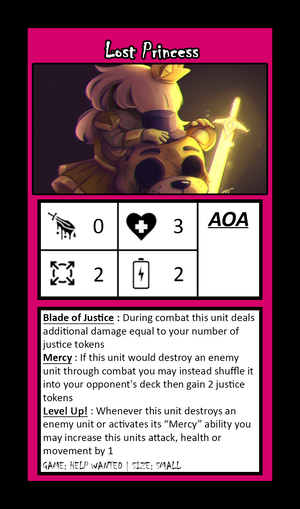 Lost Princess
0 3 AOA
2 2
Blade of Justice : During combat this unit deals
additional damage equal to your number of
justice tokens
Mercy : If this unit would destroy an enemy
unit through combat you may instead shuffle it
into your opponent's deck then gain 2 justice
tokens
Level Up! : Whenever this unit destroys an
enemy unit or activates its “Mercy” ability you
may increase this units attack, health or
movement by 1
GAME: HELP WANTED | SIZE: SMALL